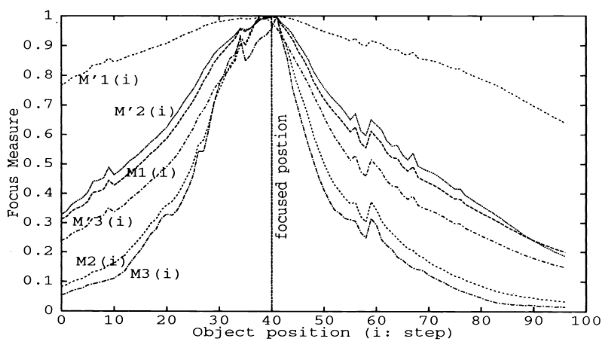 1
0.9
0.8
0.7
0.6
0.5
0.4
0.3
0.2
0.1
0
Focus Measure
M'1(i)
M'2(i)
M1(i)
M'3(i)
M2(i)
M3(i)
focused postion
0 10 20 30 40 50 60 70 80 90 100
Object position (i: step)